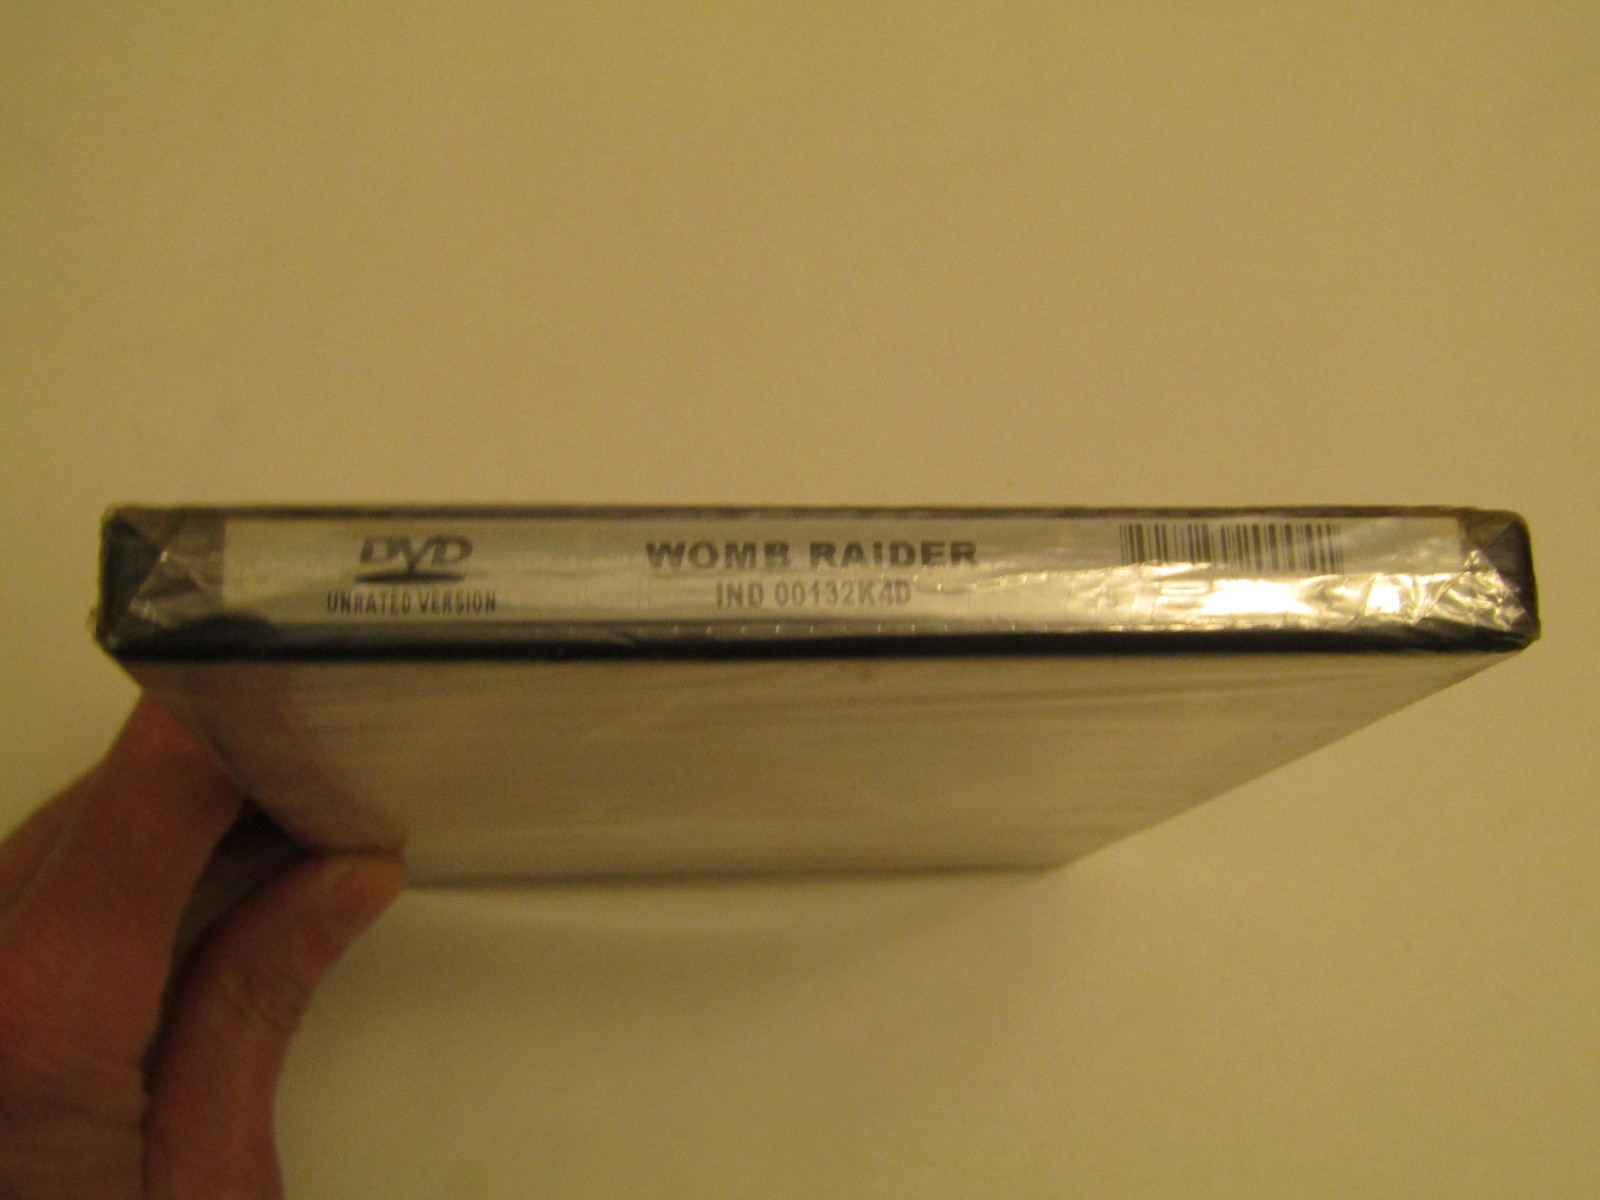 DVD
UNRATED VERSION
WOMB RAIDER
IND 00132K4D